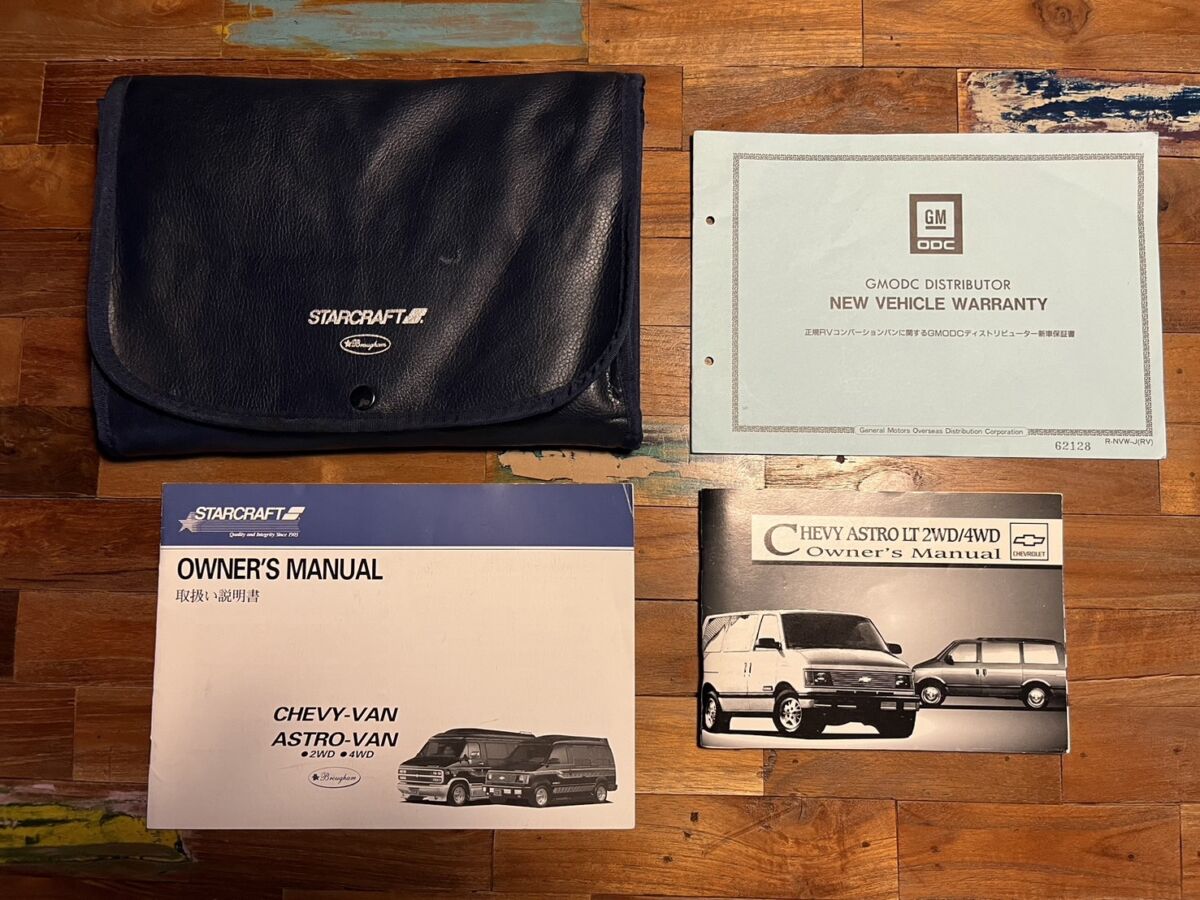 STARCRAFT
Brougham
GM
ODC
GMODC DISTRIBUTOR
NEW VEHICLE WARRANTY
正規RVコンバーションバンに関するGMODCディストリビューター新車保証書
General Motors Overseas Distribution Corporation
62128
R-NVW-J(RV)
STARCRAFT
Quality and Integrity Since 1903
OWNER'S MANUAL
取扱い説明書
CHEVY-VAN
ASTRO-VAN
●2WD ●4WD
Brougham
CHEVY ASTRO LT 2WD/4WD
Owner's Manual
CHEVROLET